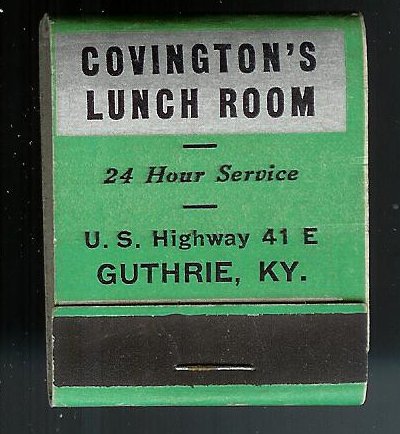 COVINGTON'S
LUNCH ROOM
24 Hour Service
U. S. Highway 41 E
GUTHRIE, KY.